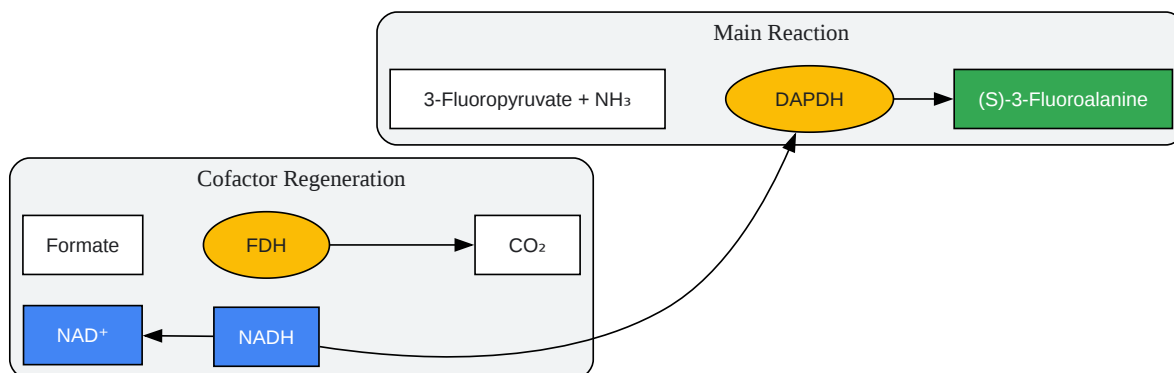 Main Reaction
3-Fluoropyruvate + NH₃
DAPDH
(S)-3-Fluoroalanine
Cofactor Regeneration
Formate
FDH
CO₂
NAD⁺
NADH